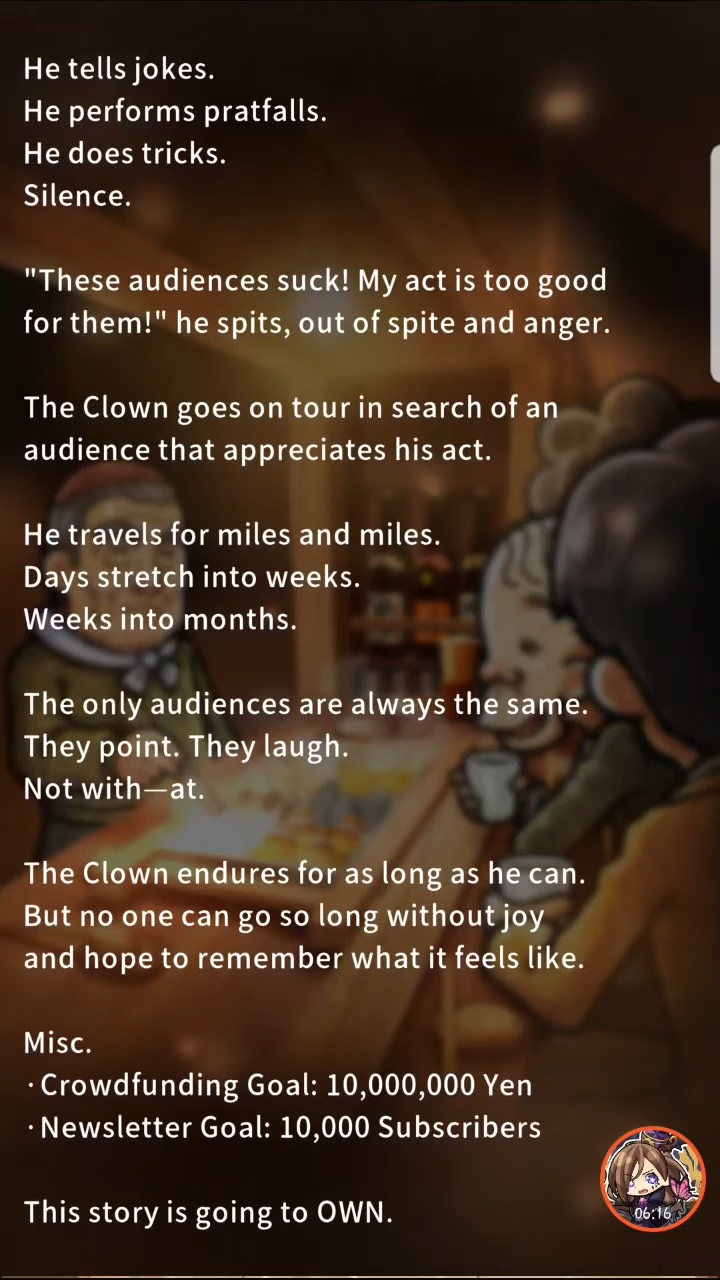 He tells jokes.
He performs pratfalls.
He does tricks.
Silence.
"These audiences suck! My act is too good
for them!" he spits, out of spite and anger.
The Clown goes on tour in search of an
audience that appreciates his act.
He travels for miles and miles.
Days stretch into weeks.
Weeks into months.
The only audiences are always the same.
They point. They laugh.
Not with—at.
The Clown endures for as long as he can.
But no one can go so long without joy
and hope to remember what it feels like.
Misc.
·Crowdfunding Goal: 10,000,000 Yen
·Newsletter Goal: 10,000 Subscribers
06:16
This story is going to OWN.